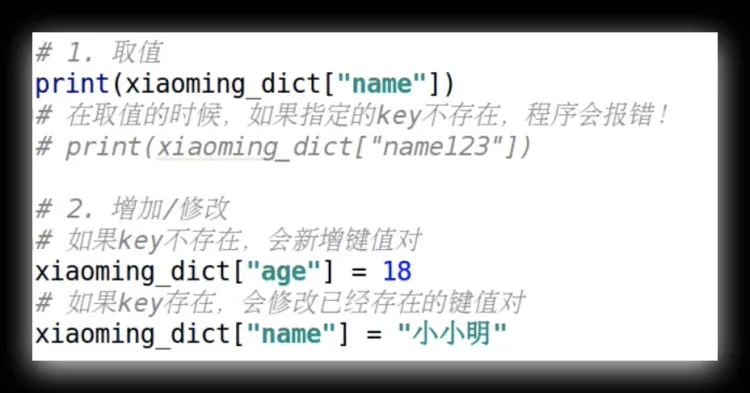 # 1. 取值
print(xiaoming_dict["name"])
# 在取值的时候，如果指定的key不存在，程序会报错！
# print(xiaoming_dict["name123"])
# 2. 增加/修改
# 如果key不存在，会新增键值对
xiaoming_dict["age"] = 18
# 如果key存在，会修改已经存在的键值对
xiaoming_dict["name"] = "小小明"